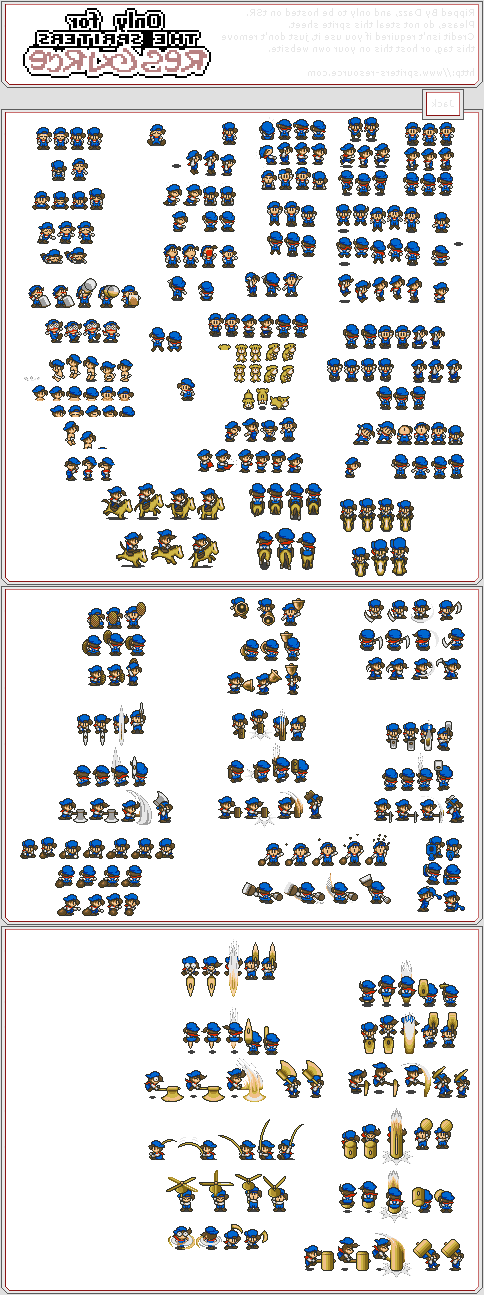 Ripped By Dazz, and only to be hosted on TSR.
Please, do not steal this sprite sheet.
Credit isn't required if you use it, just don't remove
this tag, or host this on your own website.
http://www.spriters-resource.com
Only for
THE SPRITERS
ResOurce
Jack